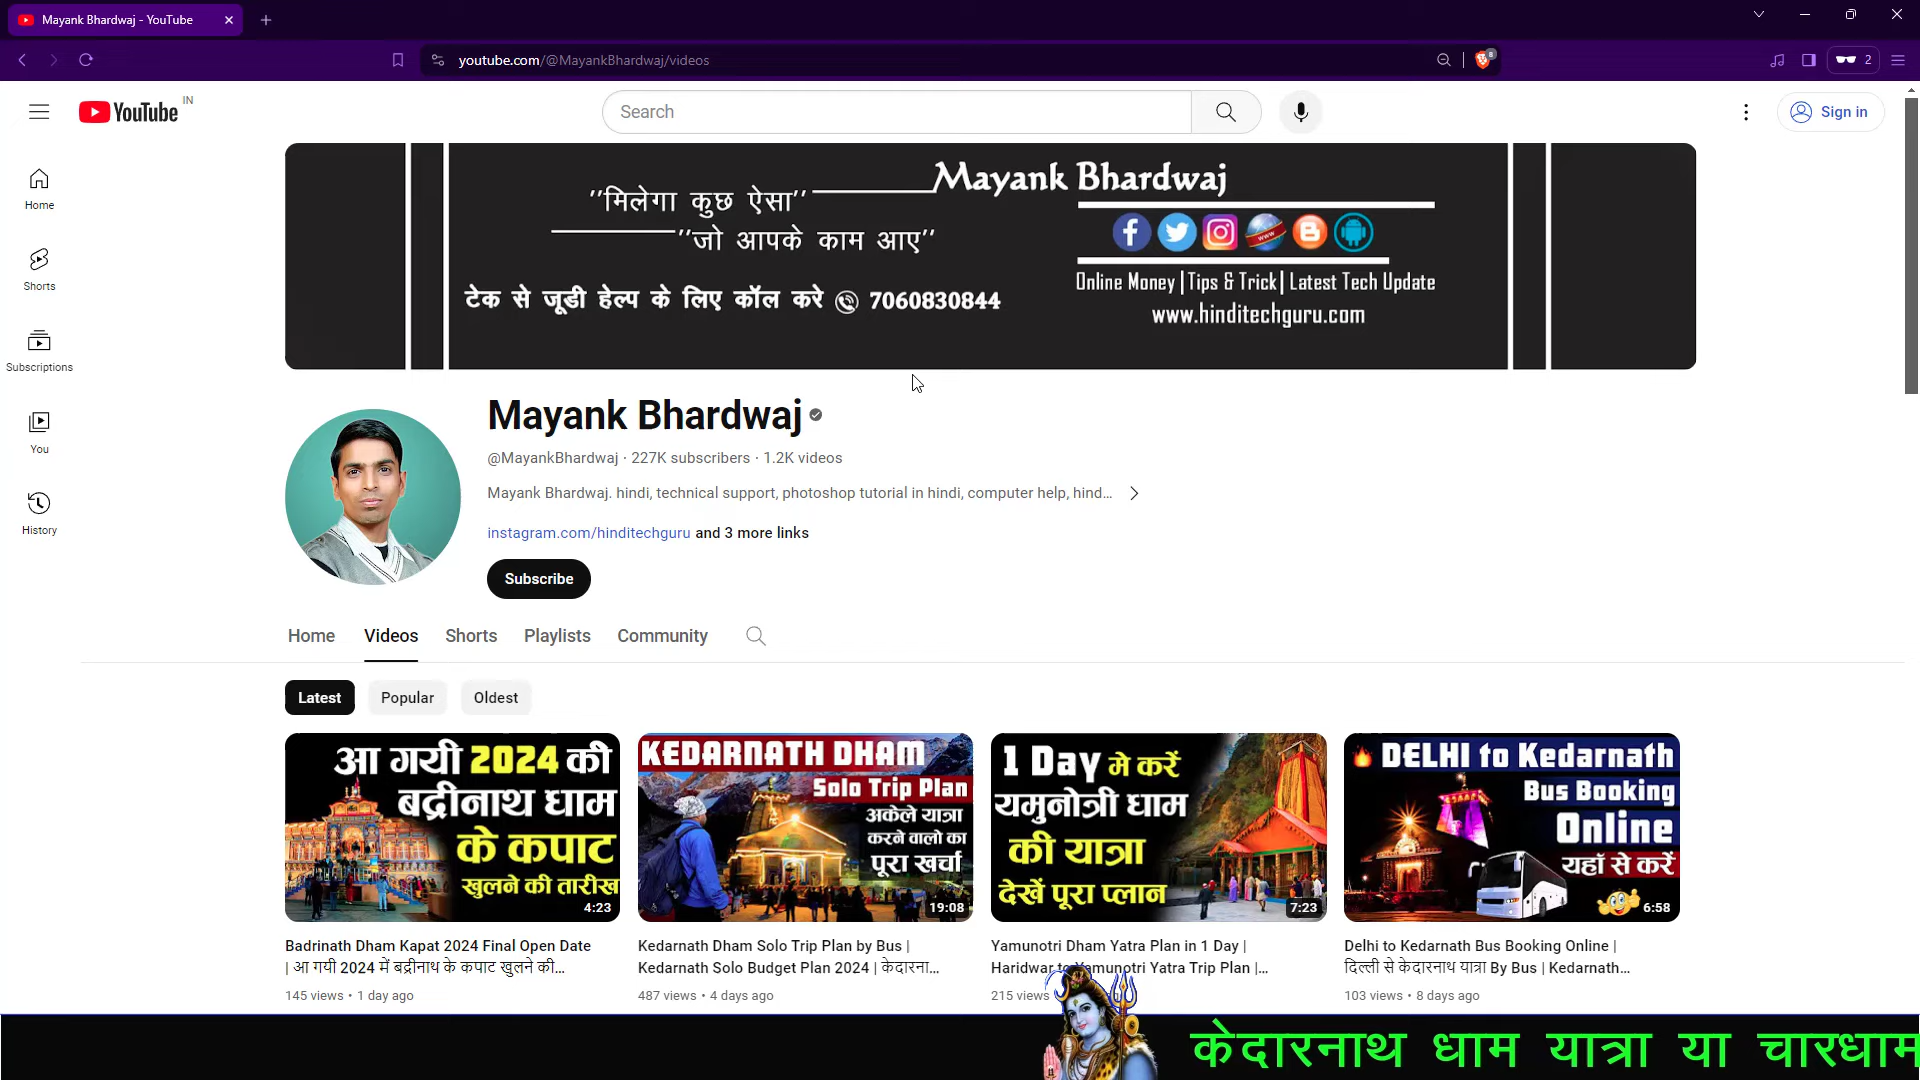 Mayank Bhardwaj - YouTube
youtube.com/@MayankBhardwaj/videos
8
2
YouTube IN
Search
Sign in
Home
Shorts
Subscriptions
You
History
Mayank Bhardwaj
''मिलेगा कुछ ऐसा''
''जो आपके काम आए''
टेक से जूडी हेल्प के लिए कॉल करे 7060830844
www
Online Money | Tips & Trick | Latest Tech Update
www.hinditechguru.com
Mayank Bhardwaj
@MayankBhardwaj · 227K subscribers · 1.2K videos
Mayank Bhardwaj. hindi, technical support, photoshop tutorial in hindi, computer help, hind...
instagram.com/hinditechguru and 3 more links
Subscribe
Home Videos Shorts Playlists Community
Latest Popular Oldest
आ गयी 2024 की
बद्रीनाथ धाम
के कपाट
खुलने की तारीख
4:23
Badrinath Dham Kapat 2024 Final Open Date
| आ गयी 2024 में बद्रीनाथ के कपाट खुलने की...
145 views • 1 day ago
KEDARNATH DHAM
Solo Trip Plan
अकेले यात्रा
करने वालो का
पूरा खर्चा
19:08
Kedarnath Dham Solo Trip Plan by Bus |
Kedarnath Solo Budget Plan 2024 | केदारना...
487 views • 4 days ago
1 Day मे करें
यमुनोत्री धाम
की यात्रा
देखें पूरा प्लान
7:23
Yamunotri Dham Yatra Plan in 1 Day |
Haridwar to Yamunotri Yatra Trip Plan |...
215 views
DELHI to Kedarnath
Bus Booking
Online
यहाँ से करें
6:58
Delhi to Kedarnath Bus Booking Online |
दिल्ली से केदारनाथ यात्रा By Bus | Kedarnath...
103 views • 8 days ago
केदारनाथ धाम यात्रा या चारधाम